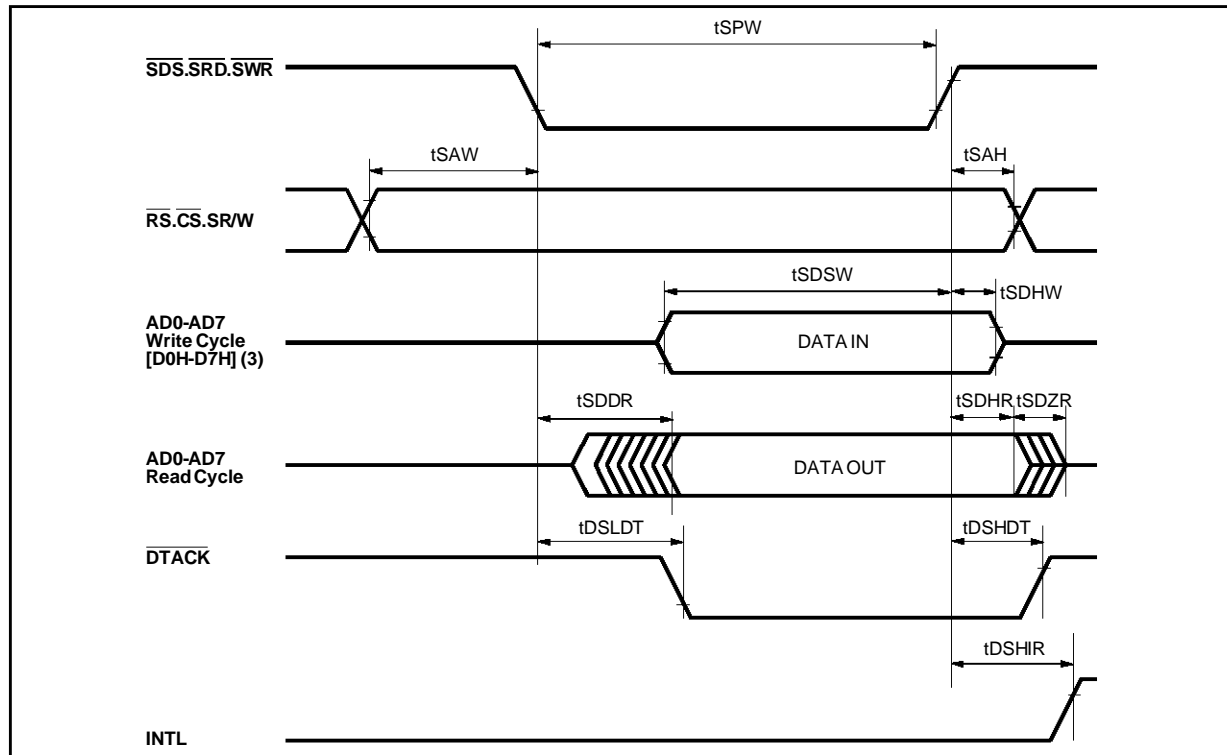 tSPW
SDS.SRD.SWR
tSAW
tSAH
RS.CS.SR/W
tSDSW
tSDHW
AD0-AD7
Write Cycle
[D0H-D7H] (3)
DATA IN
tSDDR
tSDHR
tSDZR
AD0-AD7
Read Cycle
DATA OUT
tDSLDT
tDSHDT
DTACK
tDSHIR
INTL